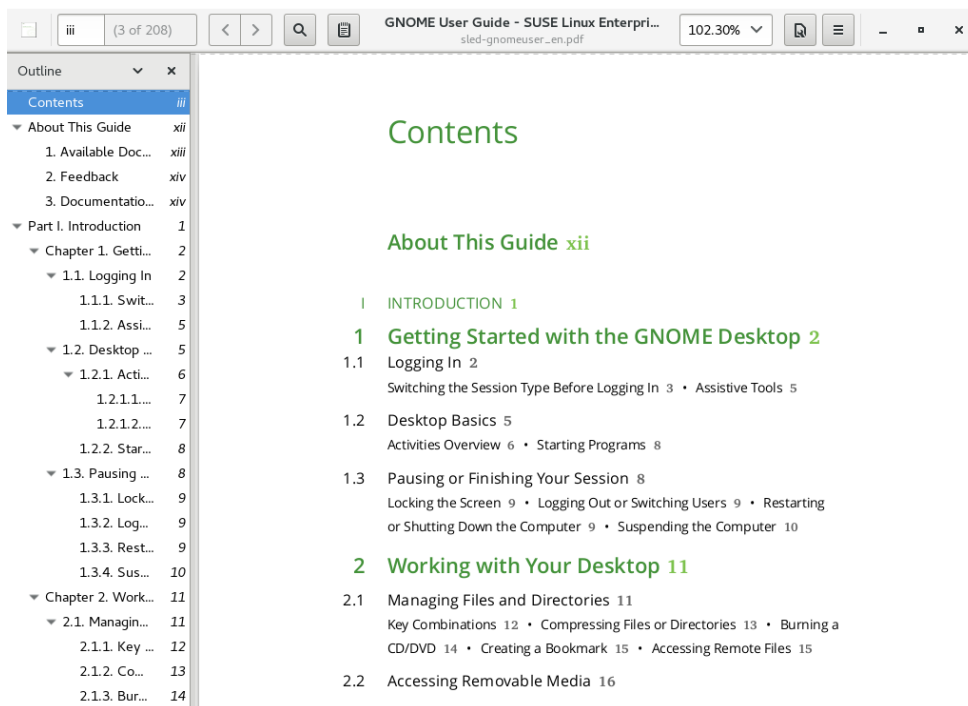 iii (3 of 208) GNOME User Guide - SUSE Linux Enterpri... 102.30%
sled-gnomeuser_en.pdf
Outline
Contents iii
About This Guide xii
1. Available Doc... xiii
2. Feedback xiv
3. Documentatio... xiv
Part I. Introduction 1
Chapter 1. Getti... 2
1.1. Logging In 2
1.1.1. Swit... 3
1.1.2. Assi... 5
1.2. Desktop ... 5
1.2.1. Acti... 6
1.2.1.1.... 7
1.2.1.2.... 7
1.2.2. Star... 8
1.3. Pausing ... 8
1.3.1. Lock... 9
1.3.2. Log... 9
1.3.3. Rest... 9
1.3.4. Sus... 10
Chapter 2. Work... 11
2.1. Managin... 11
2.1.1. Key ... 12
2.1.2. Co... 13
2.1.3. Bur... 14
Contents
About This Guide xii
I INTRODUCTION 1
1 Getting Started with the GNOME Desktop 2
1.1 Logging In 2
Switching the Session Type Before Logging In 3 • Assistive Tools 5
1.2 Desktop Basics 5
Activities Overview 6 • Starting Programs 8
1.3 Pausing or Finishing Your Session 8
Locking the Screen 9 • Logging Out or Switching Users 9 • Restarting
or Shutting Down the Computer 9 • Suspending the Computer 10
2 Working with Your Desktop 11
2.1 Managing Files and Directories 11
Key Combinations 12 • Compressing Files or Directories 13 • Burning a
CD/DVD 14 • Creating a Bookmark 15 • Accessing Remote Files 15
2.2 Accessing Removable Media 16